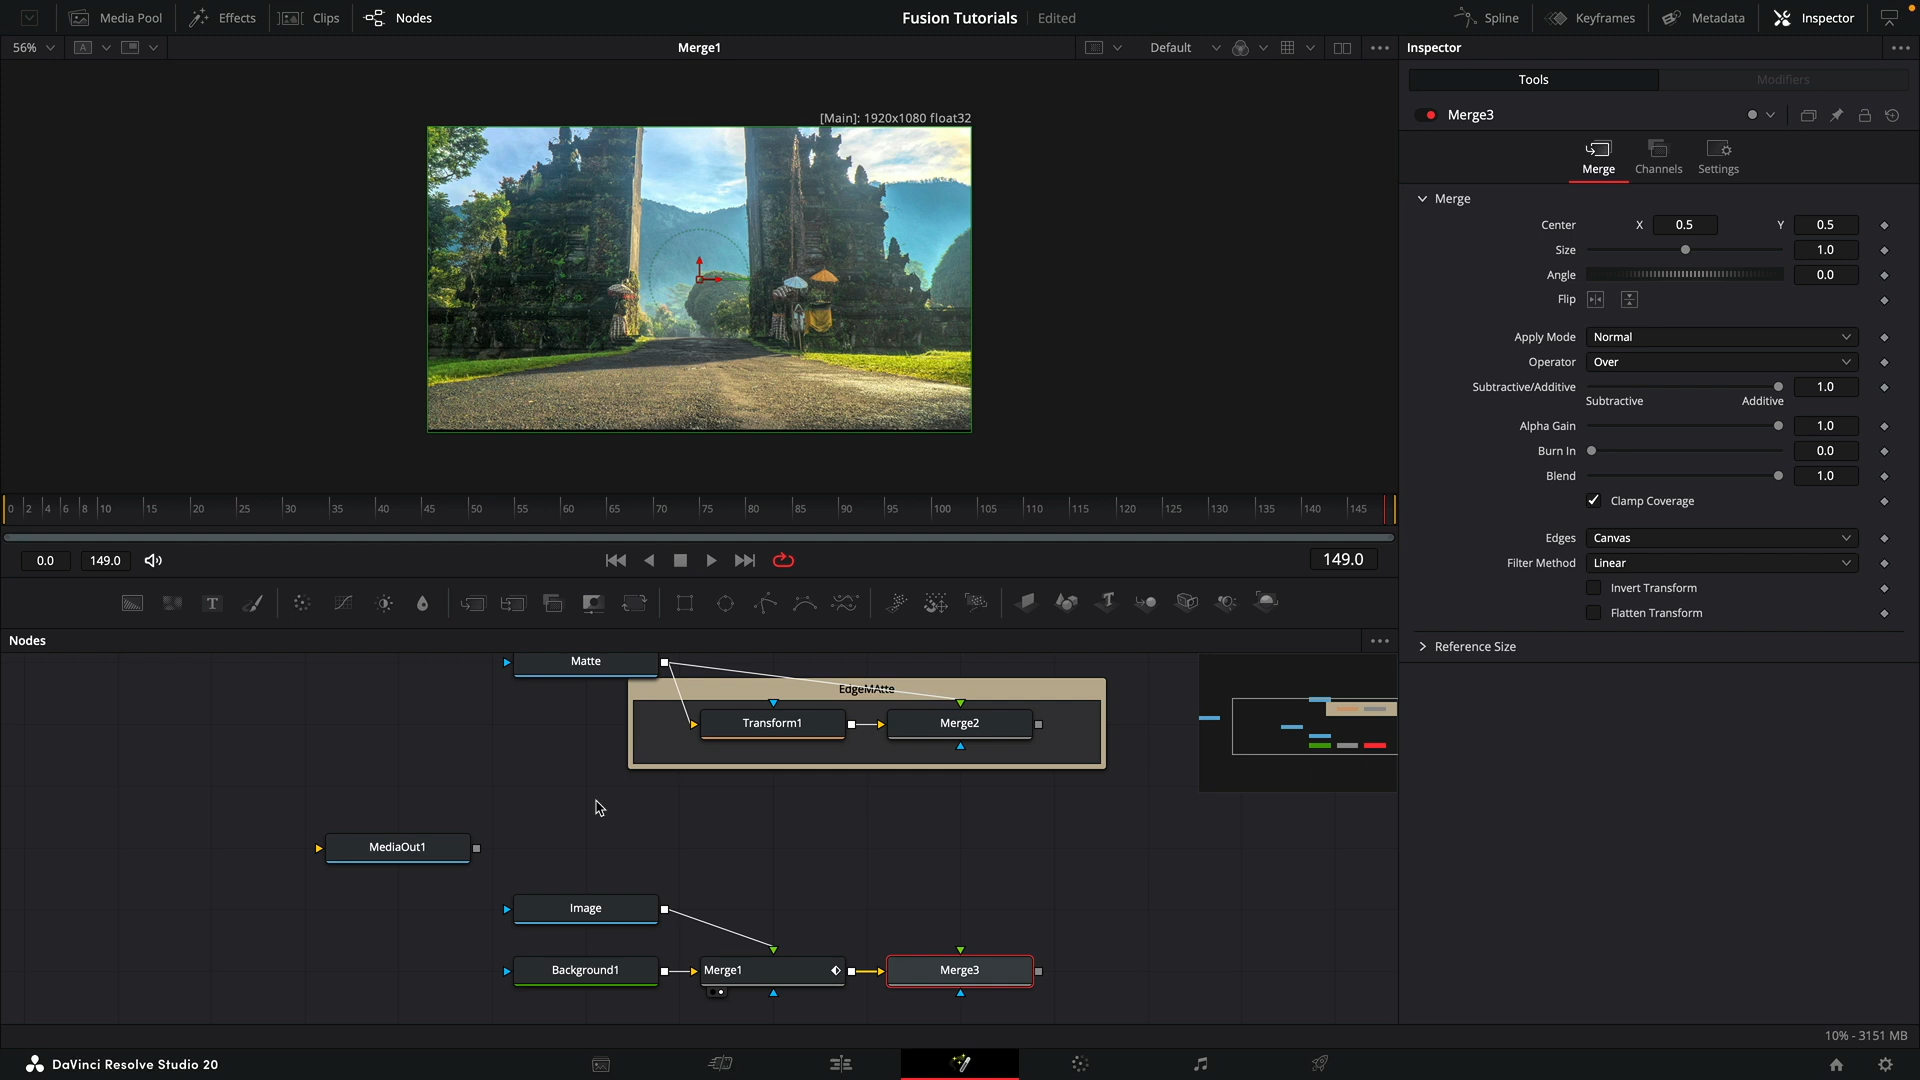 Media Pool
Effects
Clips
Nodes
Fusion Tutorials
Edited
Spline
Keyframes
Metadata
Inspector
56%
A
Merge1
Default
Inspector
Tools
Modifiers
[Main]: 1920x1080 float32
Merge3
Merge
Channels
Settings
Merge
Center X 0.5 Y 0.5
Size 1.0
Angle 0.0
Flip
Apply Mode Normal
Operator Over
Subtractive/Additive 1.0
Subtractive Additive
Alpha Gain 1.0
Burn In 0.0
Blend 1.0
Clamp Coverage
Edges Canvas
Filter Method Linear
Invert Transform
Flatten Transform
Reference Size
0 2 4 6 8 10 15 20 25 30 35 40 45 50 55 60 65 70 75 80 85 90 95 100 105 110 115 120 125 130 135 140 145
0.0
149.0
149.0
T
Nodes
Matte
EdgeMAtte
Transform1
Merge2
MediaOut1
Image
Background1
Merge1
Merge3
10% - 3151 MB
DaVinci Resolve Studio 20